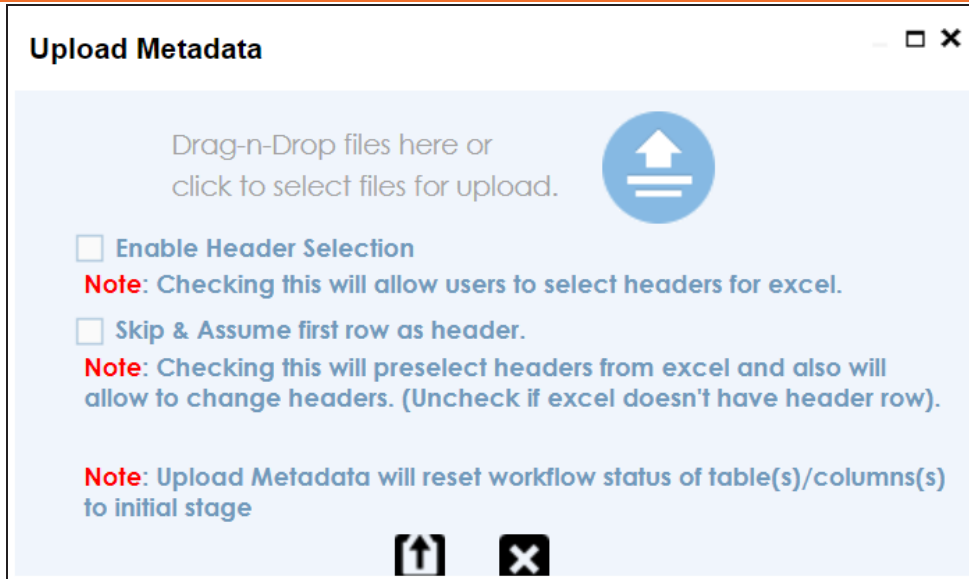 Upload Metadata
Drag-n-Drop files here or
click to select files for upload.
Enable Header Selection
Note: Checking this will allow users to select headers for excel.
Skip & Assume first row as header.
Note: Checking this will preselect headers from excel and also will
allow to change headers. (Uncheck if excel doesn't have header row).
Note: Upload Metadata will reset workflow status of table(s)/columns(s)
to initial stage